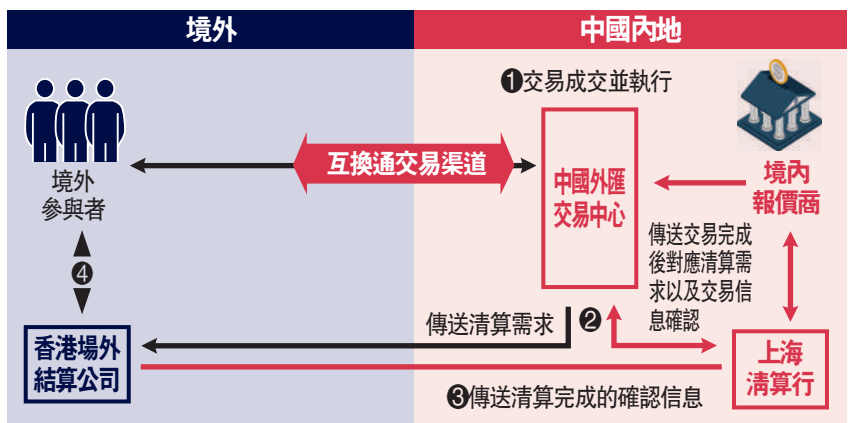 境外
中國內地
❶交易成交並執行
境外
參與者
互換通交易渠道
中國外匯
交易中心
境內
報價商
傳送交易完成
後對應清算需
求以及交易信
息確認
❹
傳送清算需求
❷
香港場外
結算公司
上海
清算行
❸傳送清算完成的確認信息